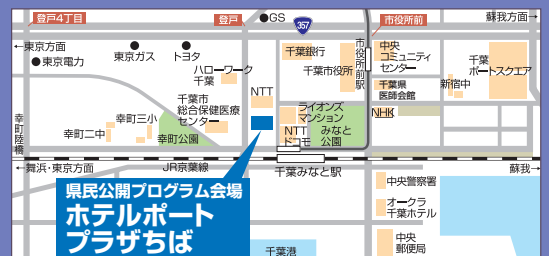 登戸4丁目
登戸
●GS
357
市役所前
蘇我方面→
←東京方面
●東京電力
東京ガス
トヨタ
ハローワーク
千葉
千葉銀行
千葉市役所
市役所前駅
中央
コミュニティ
センター
千葉
ポートスクエア
千葉県
医師会館
新宿中
NTT
千葉市
総合保健医療
センター
ライオンズ
マンション
NHK
幸町三小
幸町二中
幸町公園
NTT
ドコモ
みなと
公園
幸町陸橋
←舞浜・東京方面
JR京葉線
千葉みなと駅
蘇我→
県民公開プログラム会場
ホテルポート
プラザちば
中央警察署
オークラ
千葉ホテル
中央
郵便局
千葉港